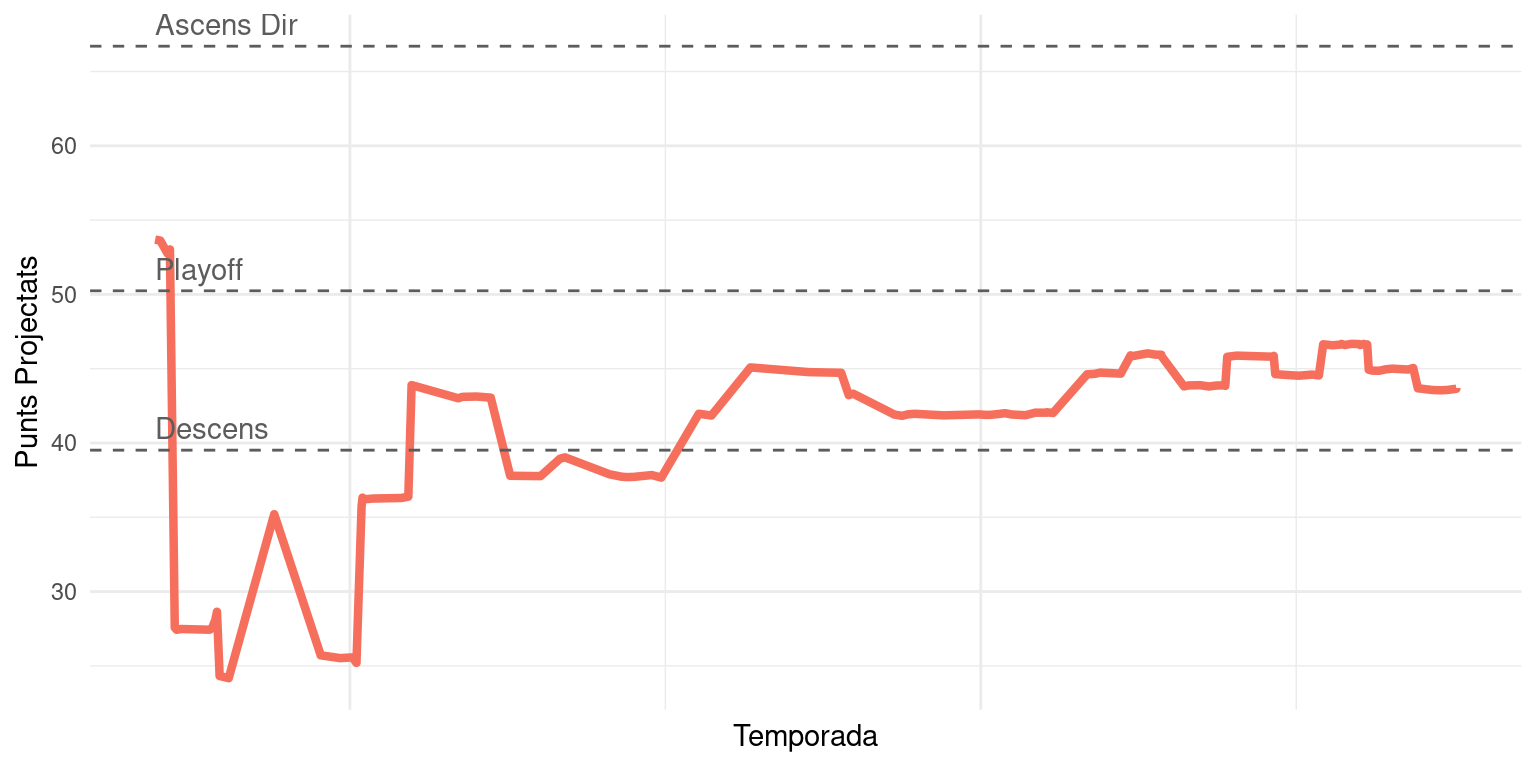 Ascens Dir
60
Playoff
50
Descens
40
30
Punts Projectats
Temporada